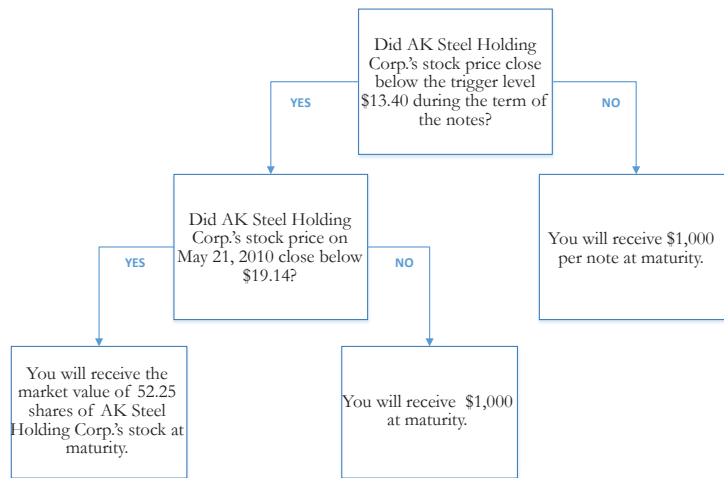 Did AK Steel Holding
Corp.'s stock price close
below the trigger level
$13.40 during the term of
the notes?
YES
NO
Did AK Steel Holding
Corp.'s stock price on
May 21, 2010 close below
$19.14?
You will receive $1,000
per note at maturity.
YES
NO
You will receive the
market value of 52.25
shares of AK Steel
Holding Corp.'s stock at
maturity.
You will receive $1,000
at maturity.